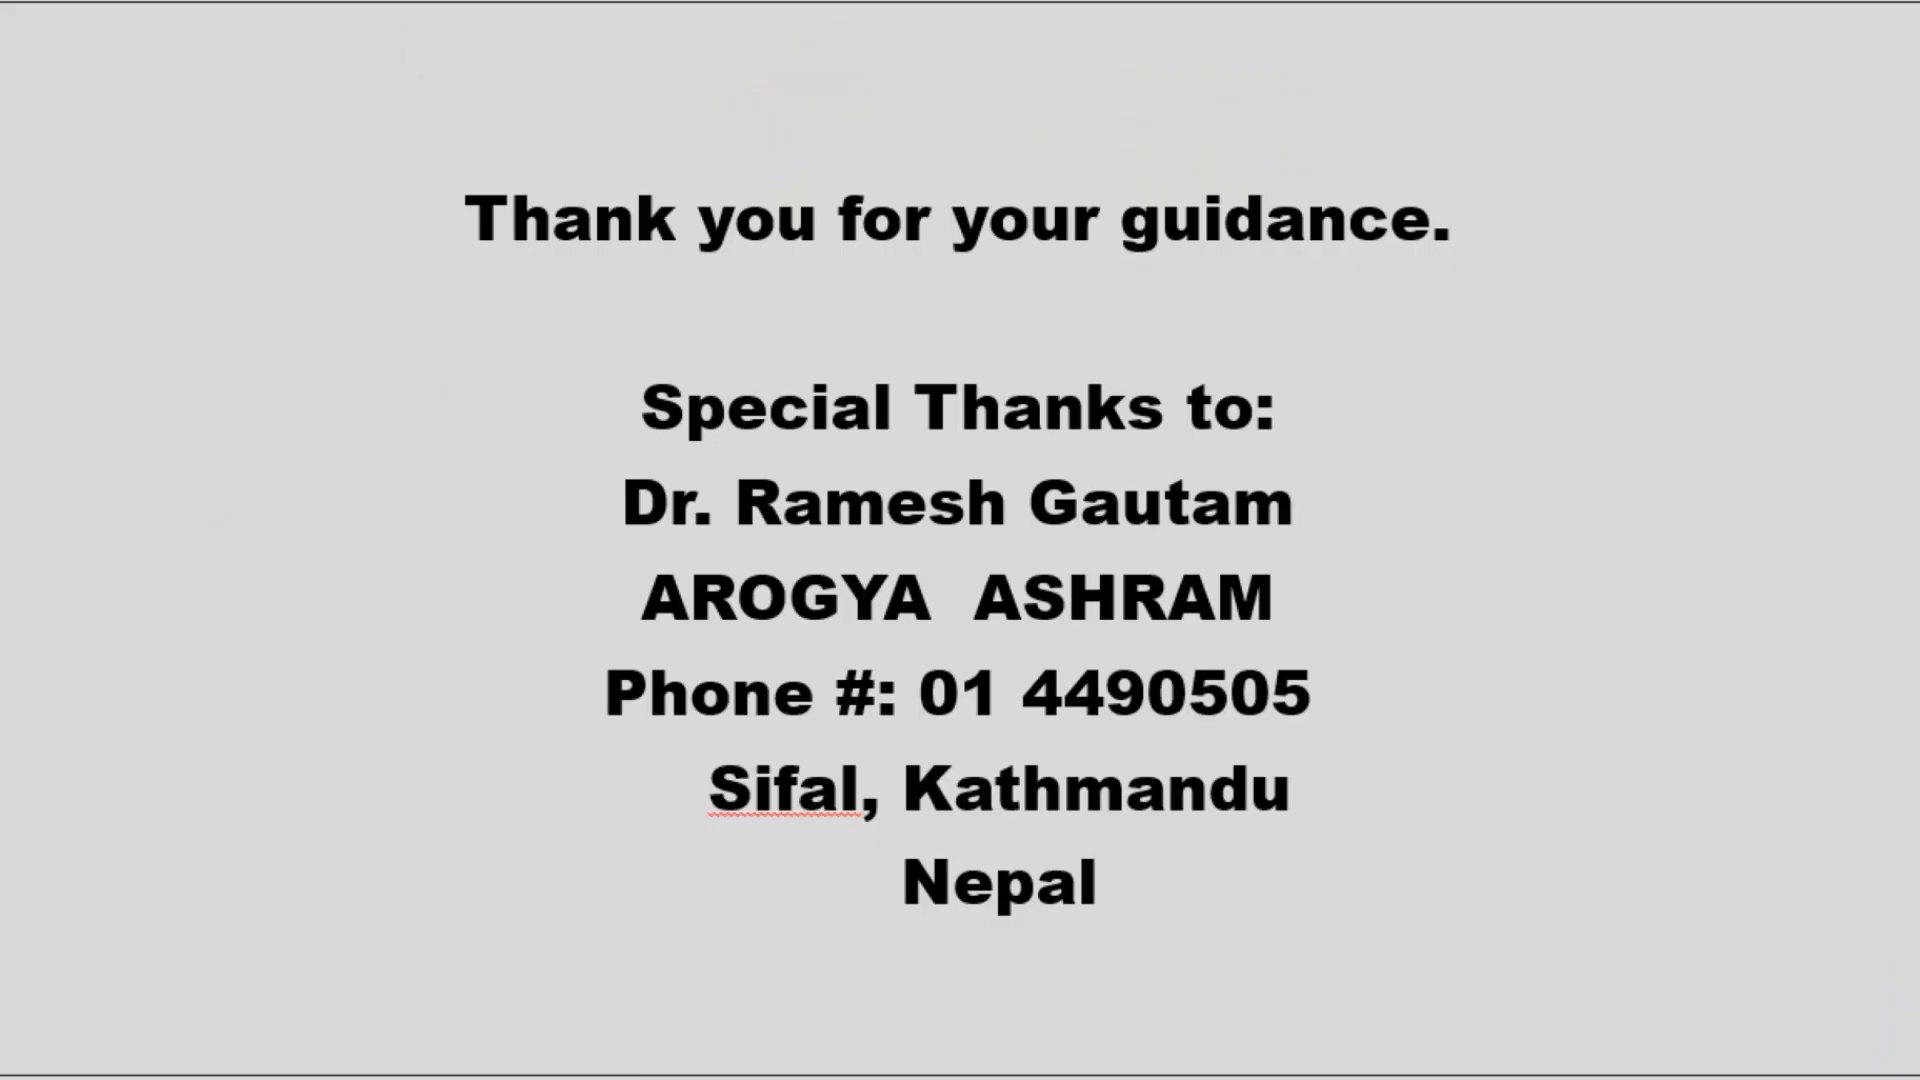 Thank you for your guidance.
Special Thanks to:
Dr. Ramesh Gautam
AROGYA  ASHRAM
Phone #: 01 4490505
Sifal, Kathmandu
Nepal